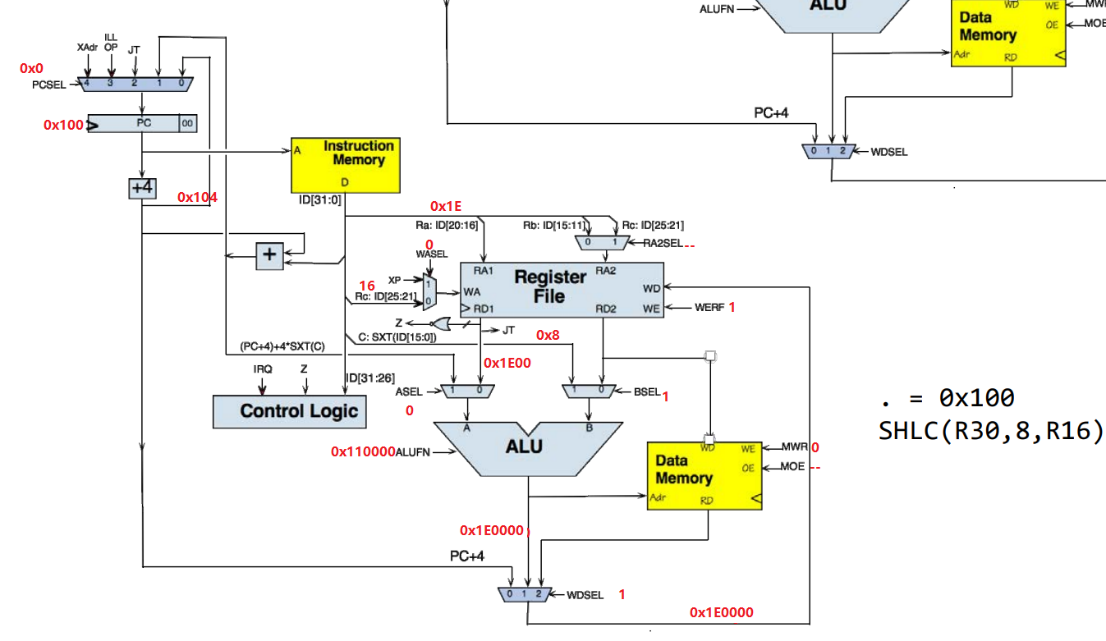 ALUFN
ALU
WD
WE
MWR
Data
Memory
OE
MOE
Adr
RD
PC+4
0 1 2
WDSEL
XAdr
ILL
OP
JT
0x0
PCSEL
4 3 2 1 0
0x100
PC
00
+4
0x104
A
Instruction
Memory
D
ID[31:0]
0x1E
Ra: ID[20:16]
Rb: ID[15:11]
Rc: ID[25:21]
0 1
RA2SEL
--
+
0
WASEL
XP
1
0
16
Rc: ID[25:21]
RA1
RA2
Register
File
WA
WD
RD1
RD2
WE
WERF
1
Z
JT
C: SXT(ID[15:0])
0x8
(PC+4)+4*SXT(C)
0x1E00
IRQ
Z
ID[31:26]
Control Logic
ASEL
1 0
0
1 0
BSEL
1
A
B
ALU
0x110000
ALUFN
WD
WE
MWR
0
Data
Memory
OE
MOE
--
Adr
RD
0x1E0000
PC+4
0 1 2
WDSEL
1
0x1E0000
. = 0x100
SHLC(R30,8,R16)